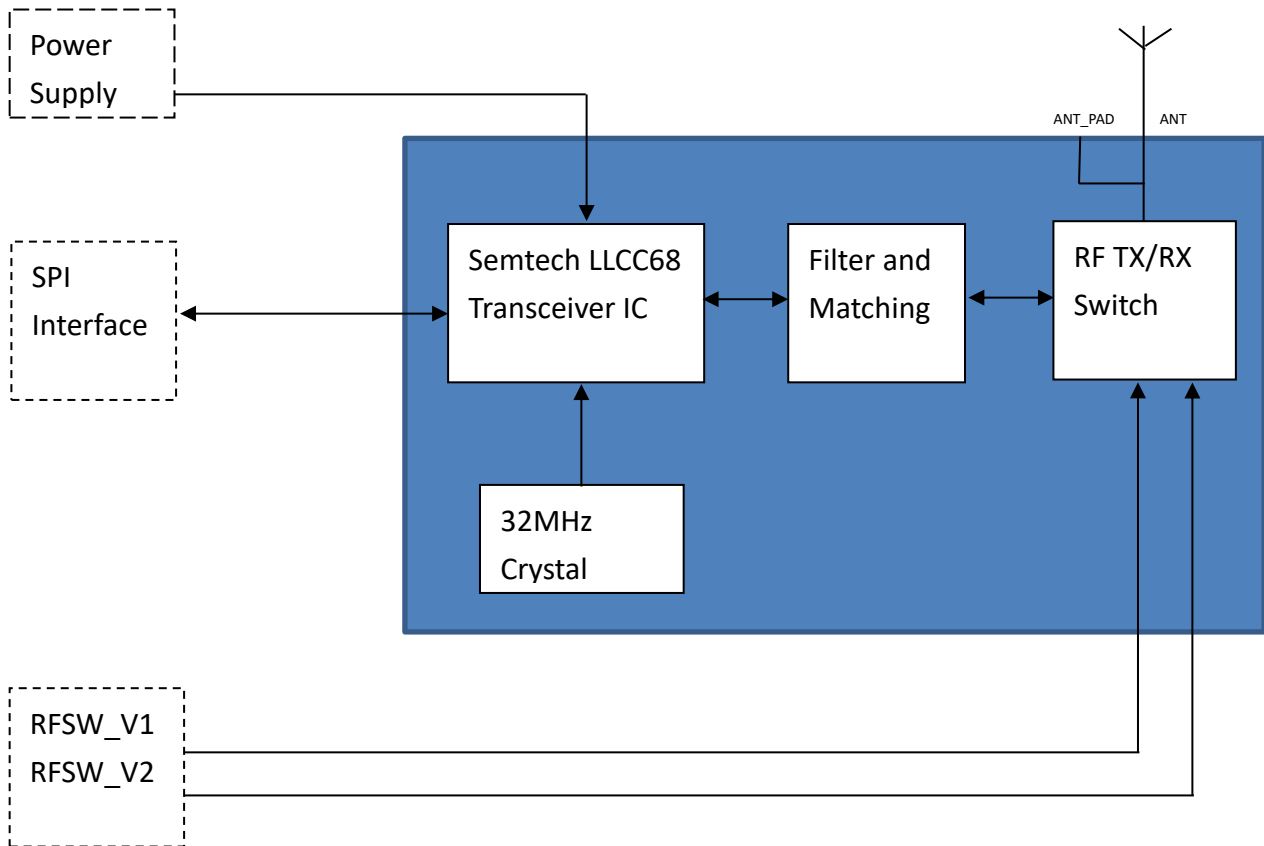 Power
Supply
ANT_PAD
ANT
SPI
Interface
Semtech LLCC68
Transceiver IC
Filter and
Matching
RF TX/RX
Switch
32MHz
Crystal
RFSW_V1
RFSW_V2